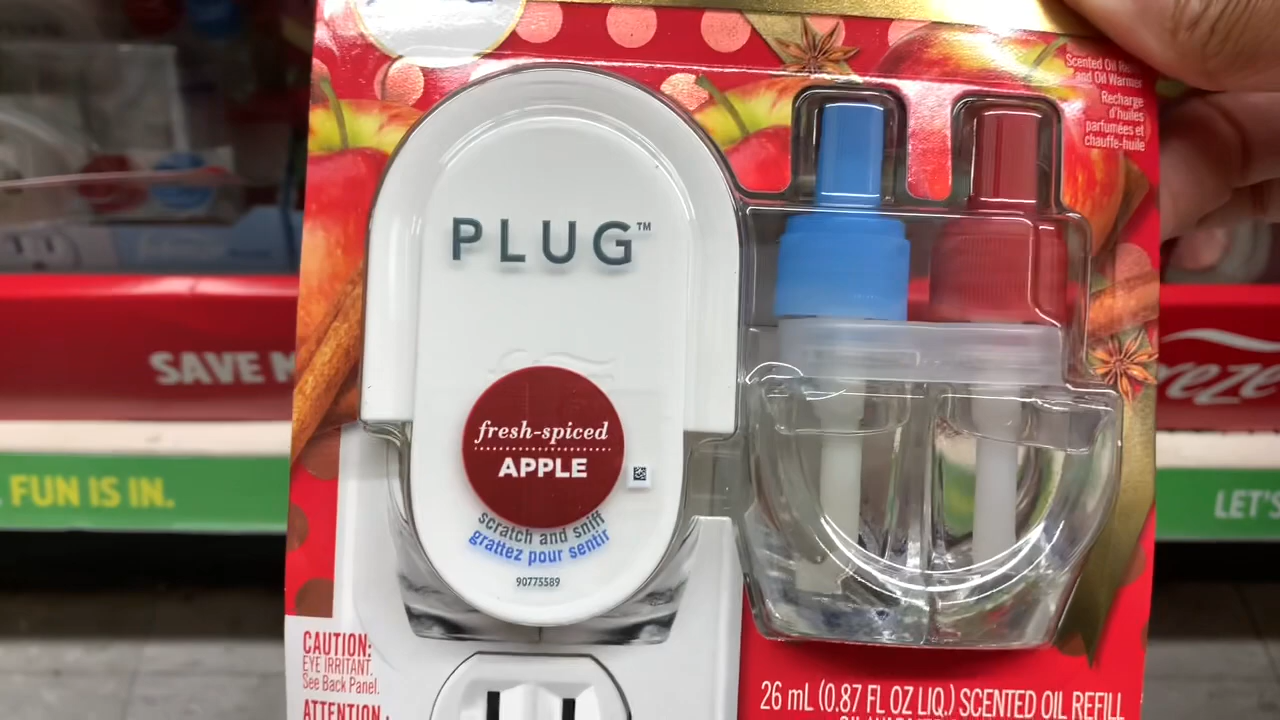 Scented Oil
and Oil Warmer
Recharge
d'huiles
parfumées et
chauffe-huile
PLUG™
fresh-spiced
APPLE
scratch and sniff
grattez pour sentir
90775589
SAVE
FUN IS IN.
LET'S
CAUTION:
EYE IRRITANT.
See Back Panel.
ATTENTION :
26 mL (0.87 FL OZ LIQ.) SCENTED OIL REFILL